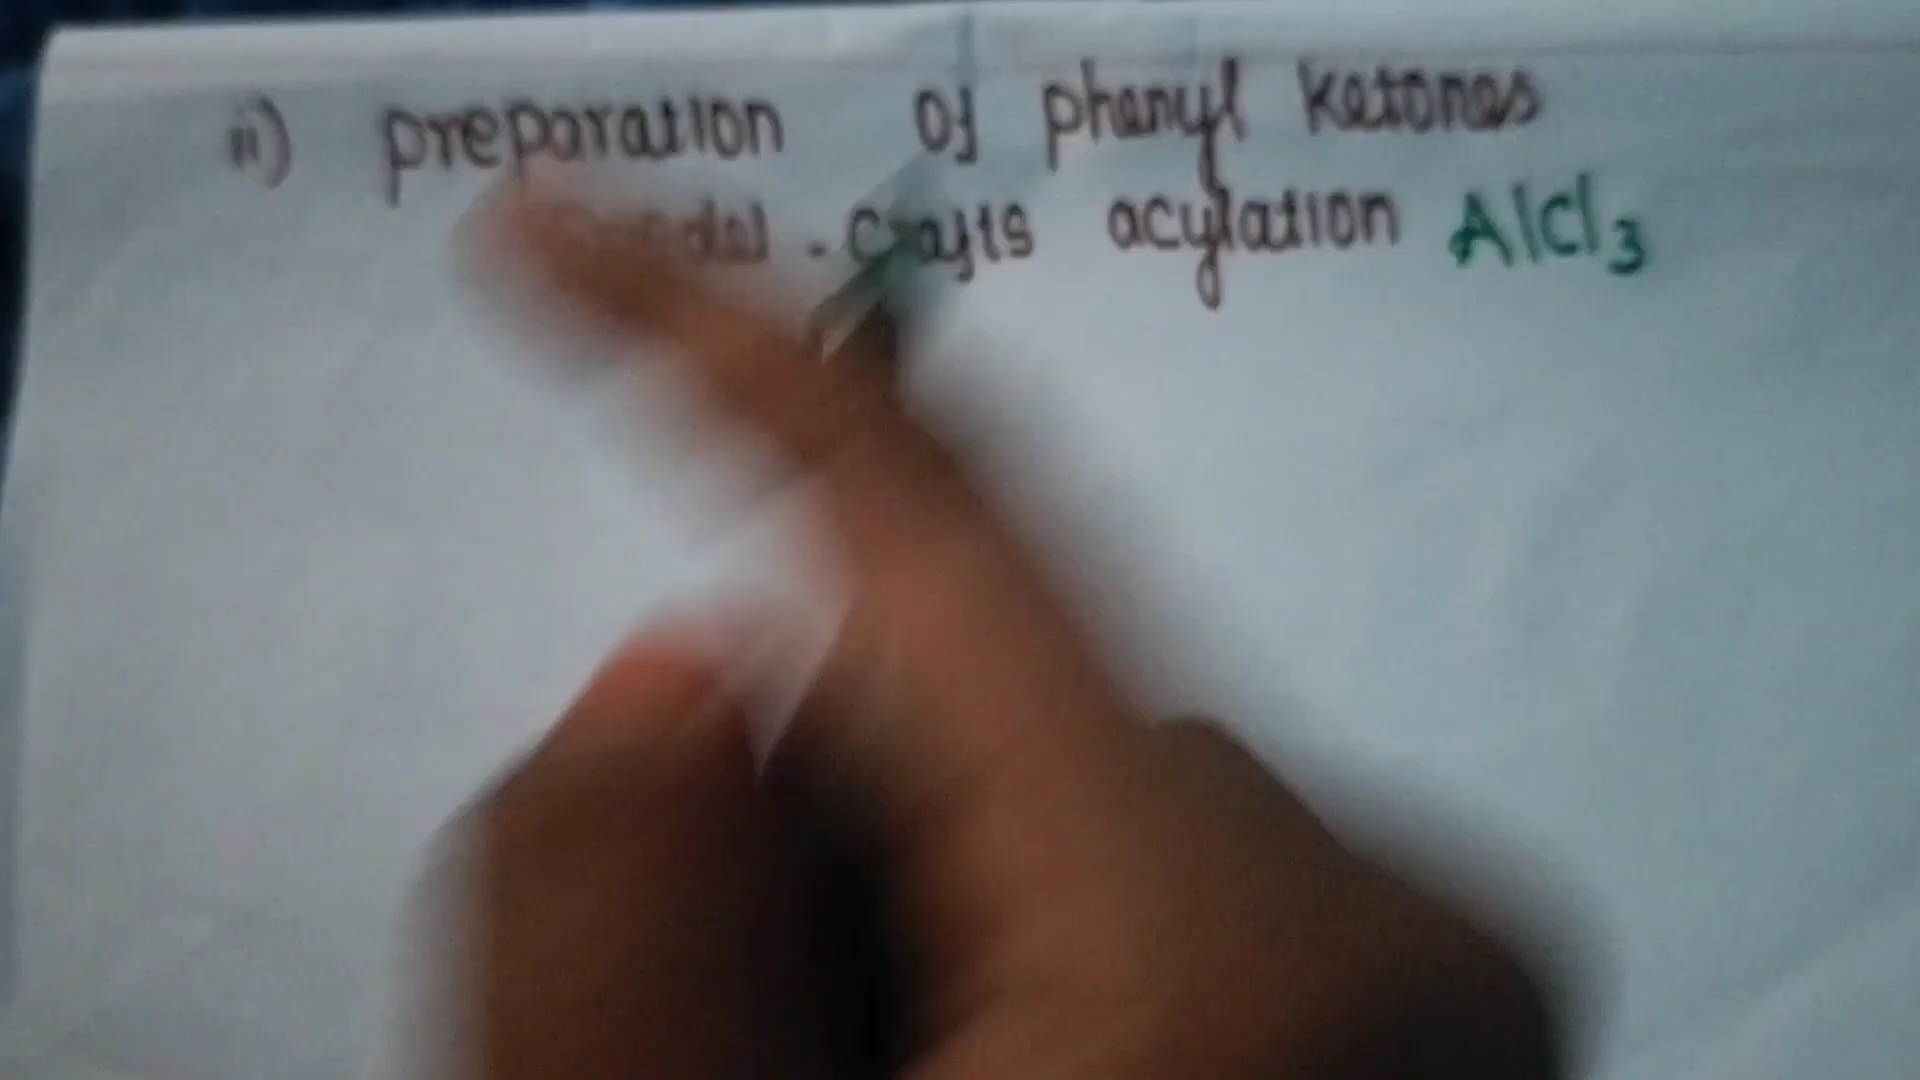 ii) preparation of phenyl ketones
- Crafts acylation AlCl3